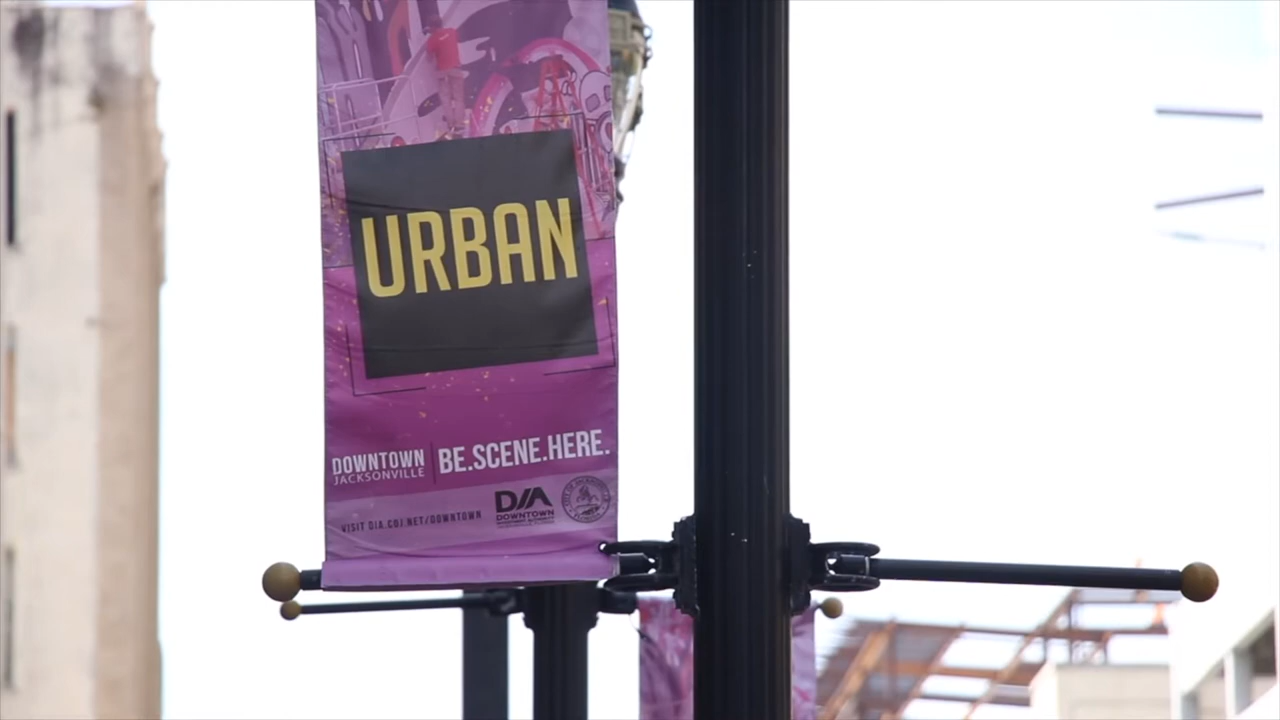 URBAN
DOWNTOWN
JACKSONVILLE
BE.SCENE.HERE.
VISIT DIA.COJ.NET/DOWNTOWN
DIA
DOWNTOWN